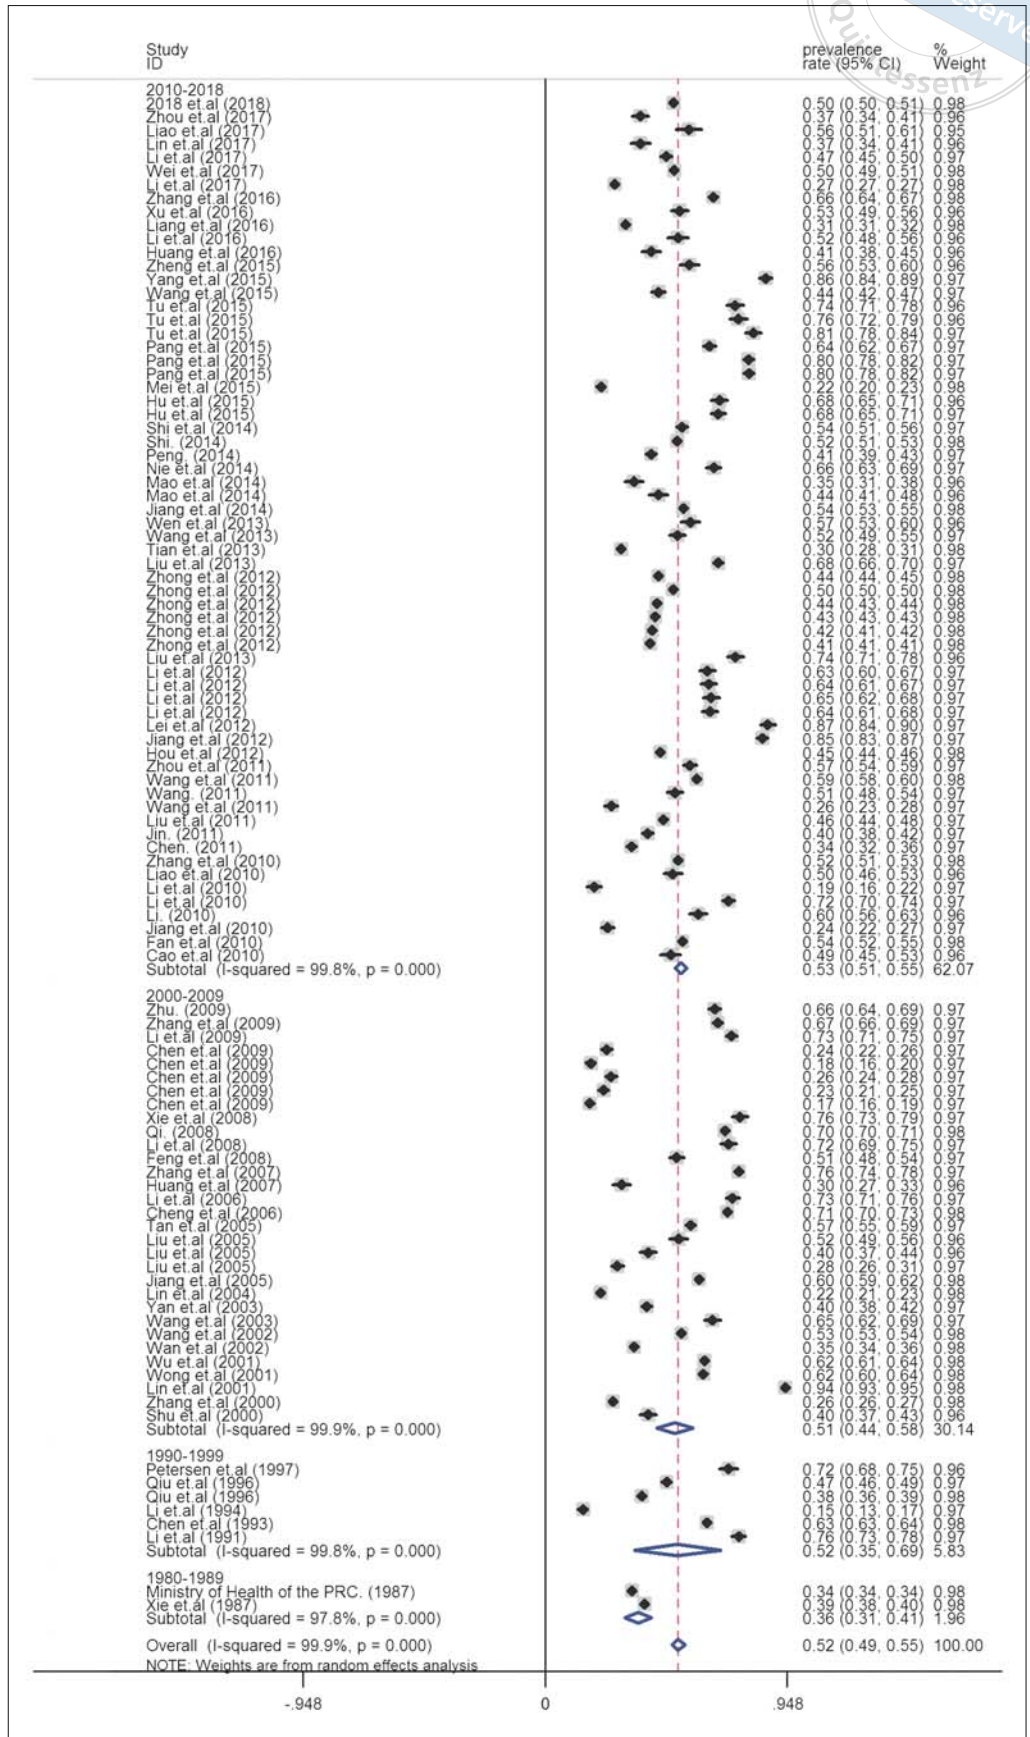 Quintessenz
eserve
Study prevalence %
ID rate (95% CI) Weight
2010-2018
2018 et.al (2018) 0.50 (0.50, 0.51) 0.98
Zhou et.al (2017) 0.37 (0.34, 0.41) 0.96
Liao et.al (2017) 0.56 (0.51, 0.61) 0.95
Lin et.al (2017) 0.37 (0.34, 0.41) 0.96
Li et.al (2017) 0.47 (0.45, 0.50) 0.97
Wei et.al (2017) 0.50 (0.49, 0.51) 0.98
Li et.al (2017) 0.27 (0.27, 0.27) 0.98
Zhang et.al (2016) 0.66 (0.64, 0.67) 0.98
Xu et.al (2016) 0.53 (0.49, 0.56) 0.96
Liang et.al (2016) 0.31 (0.31, 0.32) 0.98
Li et.al (2016) 0.52 (0.48, 0.56) 0.96
Huang et.al (2016) 0.41 (0.38, 0.45) 0.96
Zheng et.al (2015) 0.56 (0.53, 0.60) 0.96
Yang et.al (2015) 0.86 (0.84, 0.89) 0.97
Wang et.al (2015) 0.44 (0.42, 0.47) 0.97
Tu et.al (2015) 0.74 (0.71, 0.78) 0.96
Tu et.al (2015) 0.76 (0.72, 0.79) 0.96
Tu et.al (2015) 0.81 (0.78, 0.84) 0.97
Pang et.al (2015) 0.64 (0.62, 0.67) 0.97
Pang et.al (2015) 0.80 (0.78, 0.82) 0.97
Pang et.al (2015) 0.80 (0.78, 0.82) 0.97
Mei et.al (2015) 0.22 (0.20, 0.23) 0.98
Hu et.al (2015) 0.68 (0.65, 0.71) 0.96
Hu et.al (2015) 0.68 (0.65, 0.71) 0.97
Shi et.al (2014) 0.54 (0.51, 0.56) 0.97
Shi. (2014) 0.52 (0.51, 0.53) 0.98
Peng. (2014) 0.41 (0.39, 0.43) 0.97
Nie et.al (2014) 0.66 (0.63, 0.69) 0.97
Mao et.al (2014) 0.35 (0.31, 0.38) 0.96
Mao et.al (2014) 0.44 (0.41, 0.48) 0.96
Jiang et.al (2014) 0.54 (0.53, 0.55) 0.98
Wen et.al (2013) 0.57 (0.53, 0.60) 0.96
Wang et.al (2013) 0.52 (0.49, 0.55) 0.97
Tian et.al (2013) 0.30 (0.28, 0.31) 0.98
Liu et.al (2013) 0.68 (0.66, 0.70) 0.97
Zhong et.al (2012) 0.44 (0.44, 0.45) 0.98
Zhong et.al (2012) 0.50 (0.50, 0.50) 0.98
Zhong et.al (2012) 0.44 (0.43, 0.44) 0.98
Zhong et.al (2012) 0.43 (0.43, 0.43) 0.98
Zhong et.al (2012) 0.42 (0.41, 0.42) 0.98
Zhong et.al (2012) 0.41 (0.41, 0.41) 0.98
Liu et.al (2013) 0.74 (0.71, 0.78) 0.96
Li et.al (2012) 0.63 (0.60, 0.67) 0.97
Li et.al (2012) 0.64 (0.61, 0.67) 0.97
Li et.al (2012) 0.65 (0.62, 0.68) 0.97
Li et.al (2012) 0.64 (0.61, 0.68) 0.97
Lei et.al (2012) 0.87 (0.84, 0.90) 0.97
Jiang et.al (2012) 0.85 (0.83, 0.87) 0.97
Hou et.al (2012) 0.45 (0.44, 0.46) 0.98
Zhou et.al (2011) 0.57 (0.54, 0.59) 0.97
Wang et.al (2011) 0.59 (0.58, 0.60) 0.98
Wang. (2011) 0.51 (0.48, 0.54) 0.97
Wang et.al (2011) 0.26 (0.23, 0.28) 0.97
Liu et.al (2011) 0.46 (0.44, 0.48) 0.97
Jin. (2011) 0.40 (0.38, 0.42) 0.97
Chen. (2011) 0.34 (0.32, 0.36) 0.97
Zhang et.al (2010) 0.52 (0.51, 0.53) 0.98
Liao et.al (2010) 0.50 (0.46, 0.53) 0.96
Li et.al (2010) 0.19 (0.16, 0.22) 0.97
Li et.al (2010) 0.72 (0.70, 0.74) 0.97
Li. (2010) 0.60 (0.56, 0.63) 0.96
Jiang et.al (2010) 0.24 (0.22, 0.27) 0.97
Fan et.al (2010) 0.54 (0.52, 0.55) 0.98
Cao et.al (2010) 0.49 (0.45, 0.53) 0.96
Subtotal (I-squared = 99.8%, p = 0.000) 0.53 (0.51, 0.55) 62.07
2000-2009
Zhu. (2009) 0.66 (0.64, 0.69) 0.97
Zhang et.al (2009) 0.67 (0.66, 0.69) 0.97
Li et.al (2009) 0.73 (0.71, 0.75) 0.97
Chen et.al (2009) 0.24 (0.22, 0.26) 0.97
Chen et.al (2009) 0.18 (0.16, 0.20) 0.97
Chen et.al (2009) 0.26 (0.24, 0.28) 0.97
Chen et.al (2009) 0.23 (0.21, 0.25) 0.97
Chen et.al (2009) 0.17 (0.16, 0.19) 0.97
Xie et.al (2008) 0.76 (0.73, 0.79) 0.97
Qi. (2008) 0.70 (0.70, 0.71) 0.98
Li et.al (2008) 0.72 (0.69, 0.75) 0.97
Feng et.al (2008) 0.51 (0.48, 0.54) 0.97
Zhang et.al (2007) 0.76 (0.74, 0.78) 0.97
Huang et.al (2007) 0.30 (0.27, 0.33) 0.96
Li et.al (2006) 0.73 (0.71, 0.76) 0.97
Cheng et.al (2006) 0.71 (0.70, 0.73) 0.98
Tan et.al (2005) 0.57 (0.55, 0.59) 0.97
Liu et.al (2005) 0.52 (0.49, 0.56) 0.96
Liu et.al (2005) 0.40 (0.37, 0.44) 0.96
Liu et.al (2005) 0.28 (0.26, 0.31) 0.97
Jiang et.al (2005) 0.60 (0.59, 0.62) 0.98
Lin et.al (2004) 0.22 (0.21, 0.23) 0.98
Yan et.al (2003) 0.40 (0.38, 0.42) 0.97
Wang et.al (2003) 0.65 (0.62, 0.69) 0.97
Wang et.al (2002) 0.53 (0.53, 0.54) 0.98
Wan et.al (2002) 0.35 (0.34, 0.36) 0.98
Wu et.al (2001) 0.62 (0.61, 0.64) 0.98
Wong et.al (2001) 0.62 (0.60, 0.64) 0.98
Lin et.al (2001) 0.94 (0.93, 0.95) 0.98
Zhang et.al (2000) 0.26 (0.26, 0.27) 0.98
Shu et.al (2000) 0.40 (0.37, 0.43) 0.96
Subtotal (I-squared = 99.9%, p = 0.000) 0.51 (0.44, 0.58) 30.14
1990-1999
Petersen et.al (1997) 0.72 (0.68, 0.75) 0.96
Qiu et.al (1996) 0.47 (0.46, 0.49) 0.97
Qiu et.al (1996) 0.38 (0.36, 0.39) 0.98
Li et.al (1994) 0.15 (0.13, 0.17) 0.97
Chen et.al (1993) 0.63 (0.63, 0.64) 0.98
Li et.al (1991) 0.76 (0.73, 0.78) 0.97
Subtotal (I-squared = 99.8%, p = 0.000) 0.52 (0.35, 0.69) 5.83
1980-1989
Ministry of Health of the PRC. (1987) 0.34 (0.34, 0.34) 0.98
Xie et.al (1987) 0.39 (0.38, 0.40) 0.98
Subtotal (I-squared = 97.8%, p = 0.000) 0.36 (0.31, 0.41) 1.96
Overall (I-squared = 99.9%, p = 0.000) 0.52 (0.49, 0.55) 100.00
NOTE: Weights are from random effects analysis
-.948 0 .948